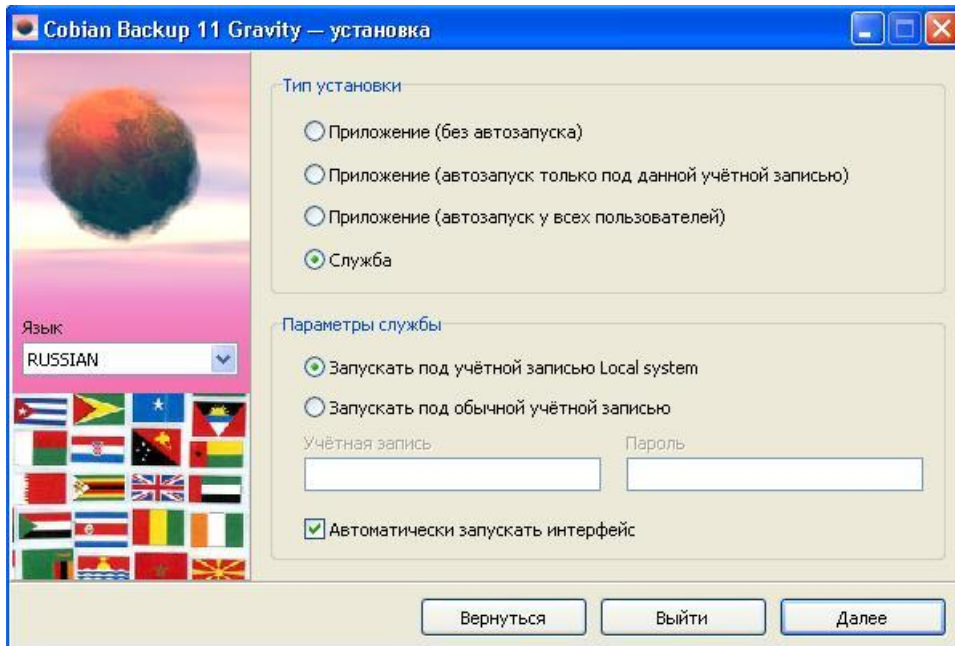 Cobian Backup 11 Gravity — установка
Тип установки
Приложение (без автозапуска)
Приложение (автозапуск только под данной учётной записью)
Приложение (автозапуск у всех пользователей)
Служба
Язык
RUSSIAN
Параметры службы
Запускать под учётной записью Local system
Запускать под обычной учётной записью
Учётная запись Пароль
Автоматически запускать интерфейс
Вернуться Выйти Далее